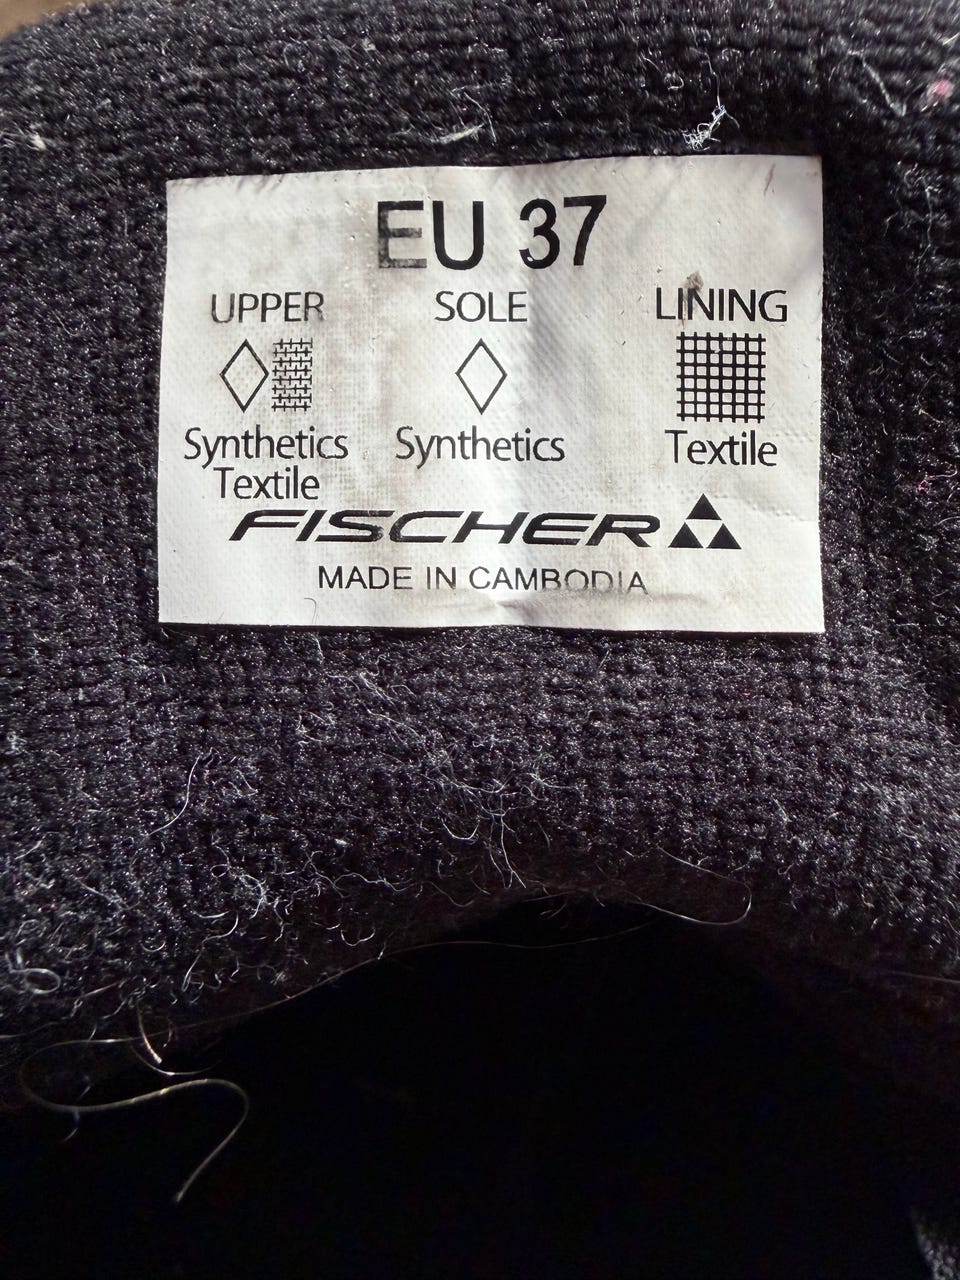 EU 37
UPPER SOLE LINING
Synthetics Textile Synthetics Textile
FISCHER
MADE IN CAMBODIA